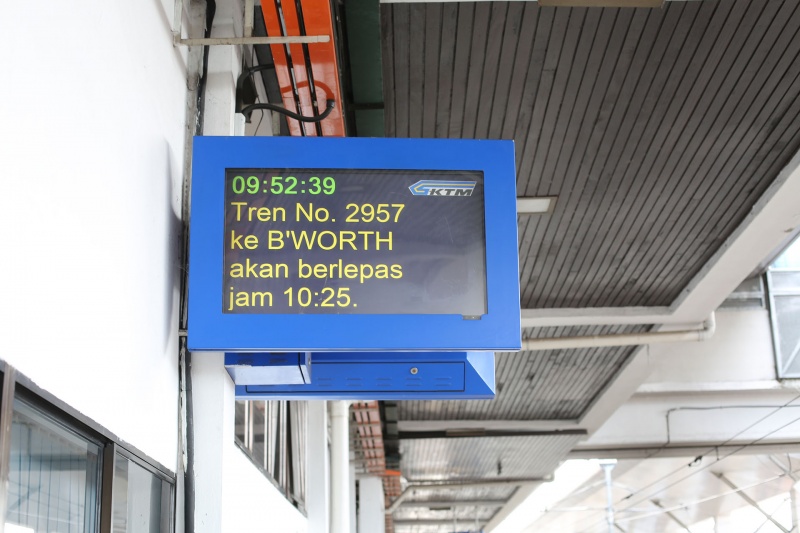 09:52:39
KTM
Tren No. 2957
ke B'WORTH
akan berlepas
jam 10:25.